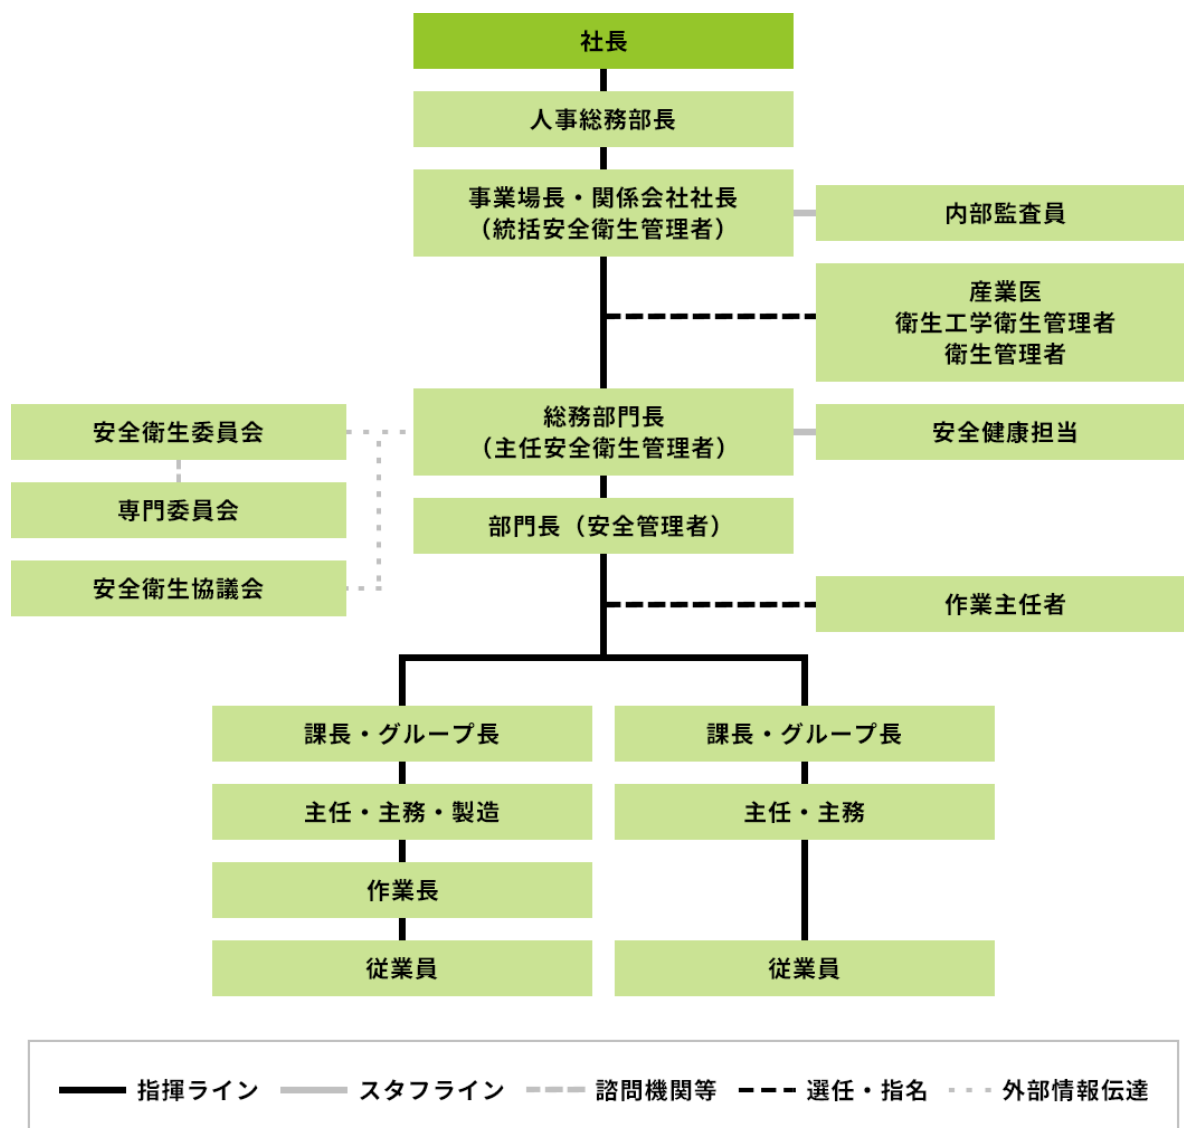 社長
人事総務部長
事業場長・関係会社社長
（統括安全衛生管理者）
内部監査員
産業医
衛生工学衛生管理者
衛生管理者
安全衛生委員会
総務部門長
（主任安全衛生管理者）
安全健康担当
専門委員会
部門長（安全管理者）
安全衛生協議会
作業主任者
課長・グループ長
課長・グループ長
主任・主務・製造
主任・主務
作業長
従業員
従業員
指揮ライン
スタフライン
諮問機関等
選任・指名
外部情報伝達